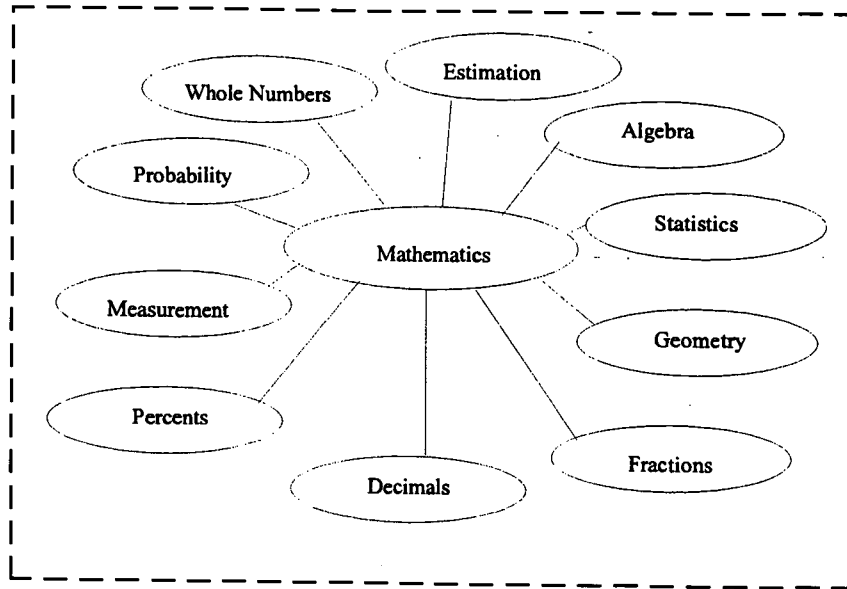 Estimation
Whole Numbers
Algebra
Probability
Statistics
Mathematics
Measurement
Geometry
Percents
Fractions
Decimals